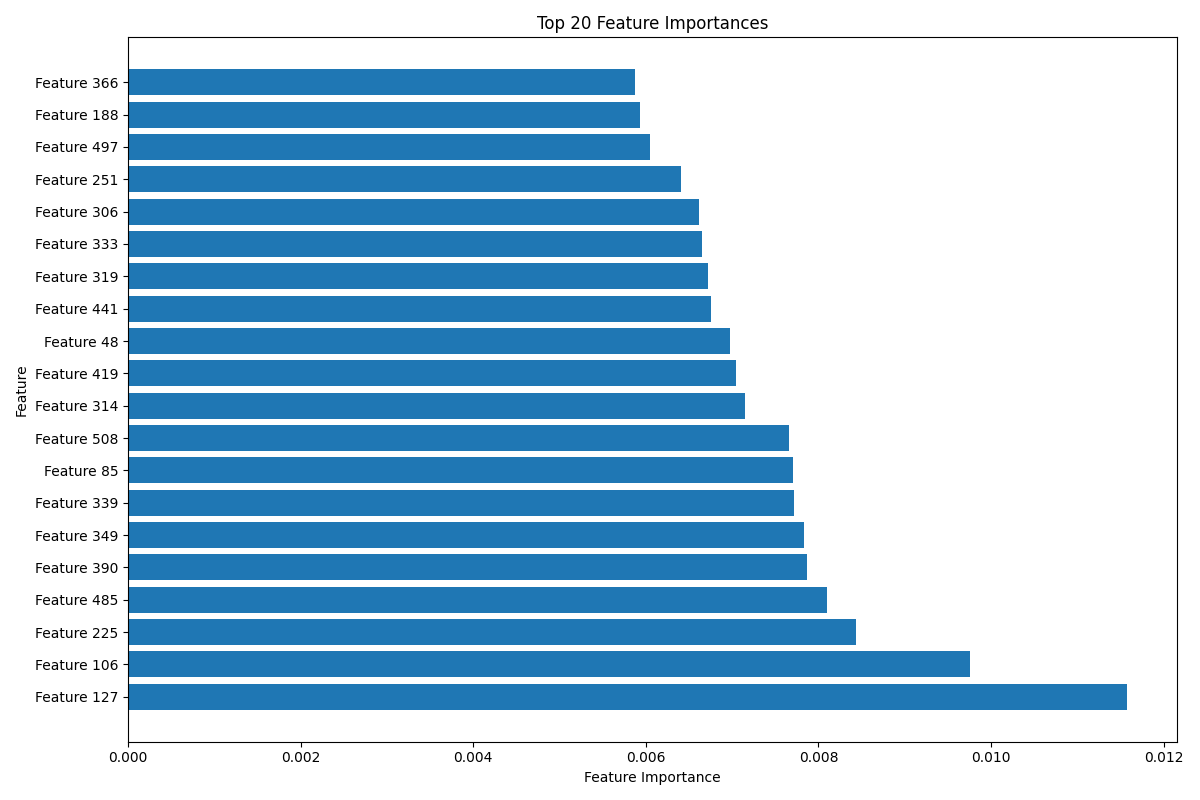 Top 20 Feature Importances
Feature
Feature 366
Feature 188
Feature 497
Feature 251
Feature 306
Feature 333
Feature 319
Feature 441
Feature 48
Feature 419
Feature 314
Feature 508
Feature 85
Feature 339
Feature 349
Feature 390
Feature 485
Feature 225
Feature 106
Feature 127
0.000 0.002 0.004 0.006 0.008 0.010 0.012
Feature Importance